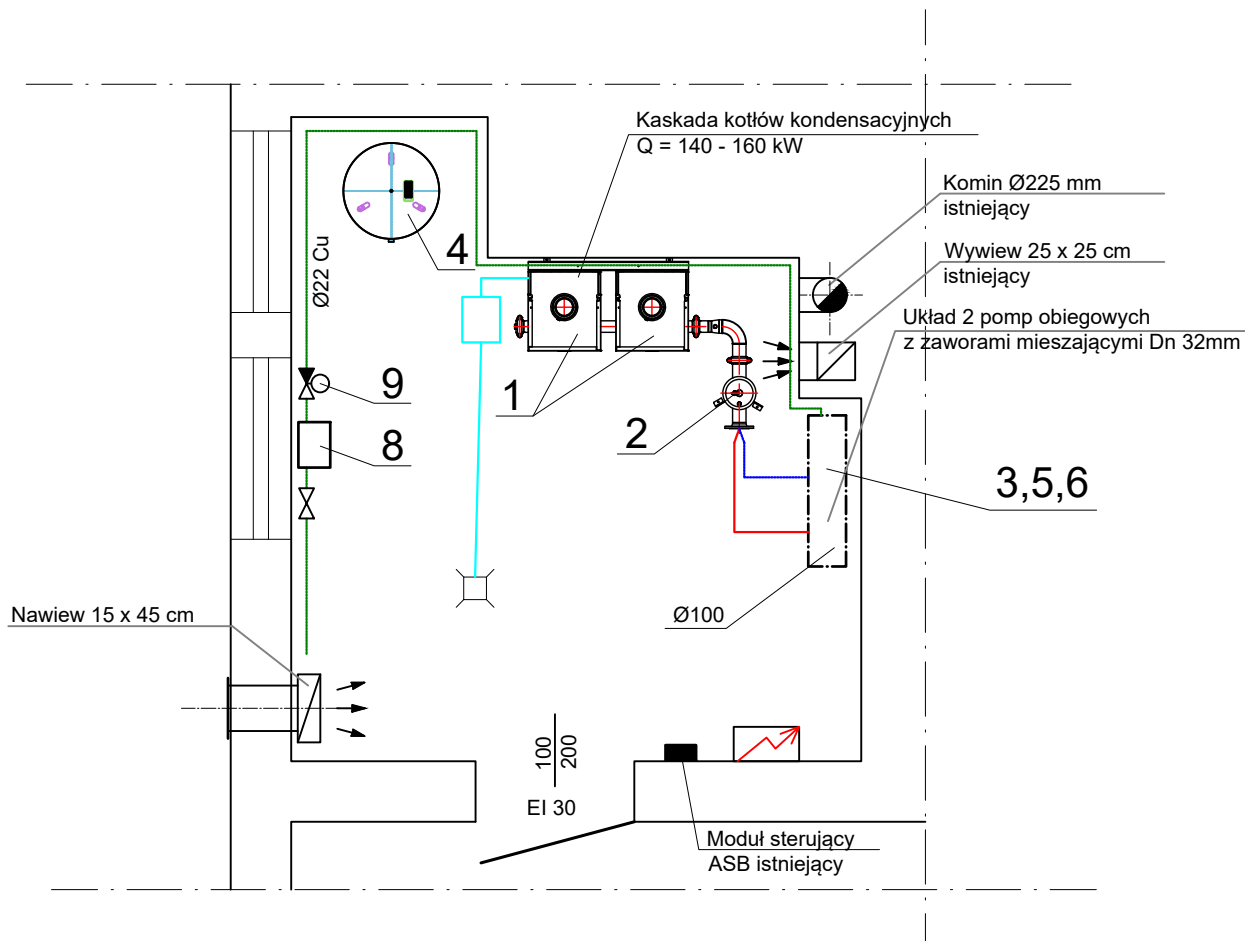 Kaskada kotłów kondensacyjnych
Q = 140 - 160 kW
Komin Ø225 mm
istniejący
Wywiew 25 x 25 cm
istniejący
Układ 2 pomp obiegowych
z zaworami mieszającymi Dn 32mm
4
Ø22 Cu
9
1
2
8
3,5,6
Nawiew 15 x 45 cm
Ø100
100
200
EI 30
Moduł sterujący
ASB istniejący